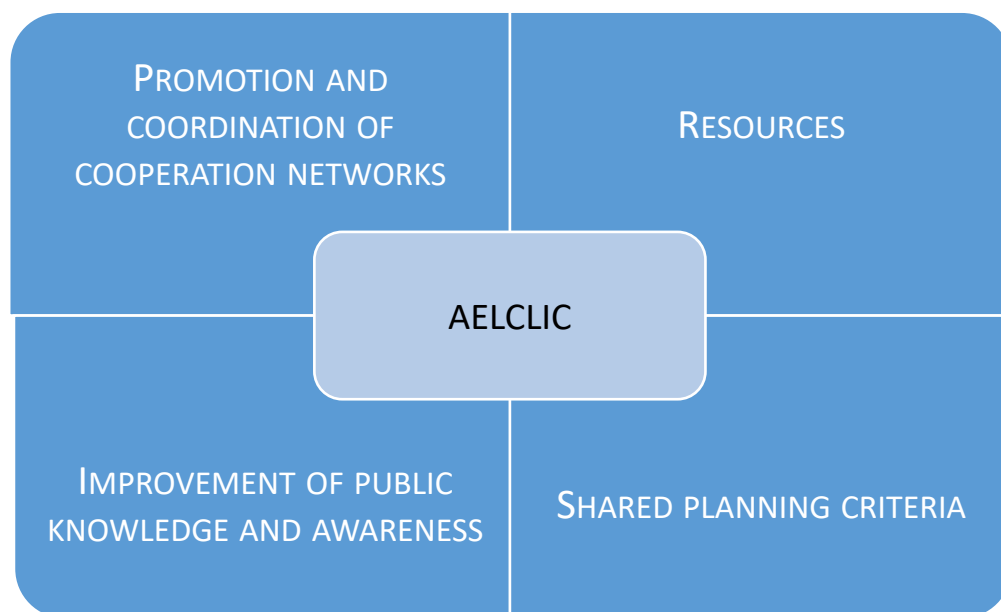 PROMOTION AND
COORDINATION OF
COOPERATION NETWORKS
RESOURCES
AELCLIC
IMPROVEMENT OF PUBLIC
KNOWLEDGE AND AWARENESS
SHARED PLANNING CRITERIA